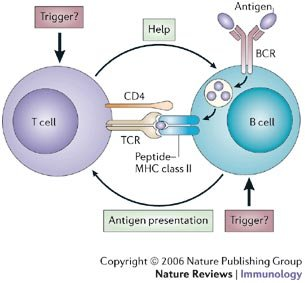 Trigger?
Help
Antigen
BCR
CD4
T cell
B cell
TCR
Peptide–
MHC class II
Antigen presentation
Trigger?
Copyright © 2006 Nature Publishing Group
Nature Reviews | Immunology